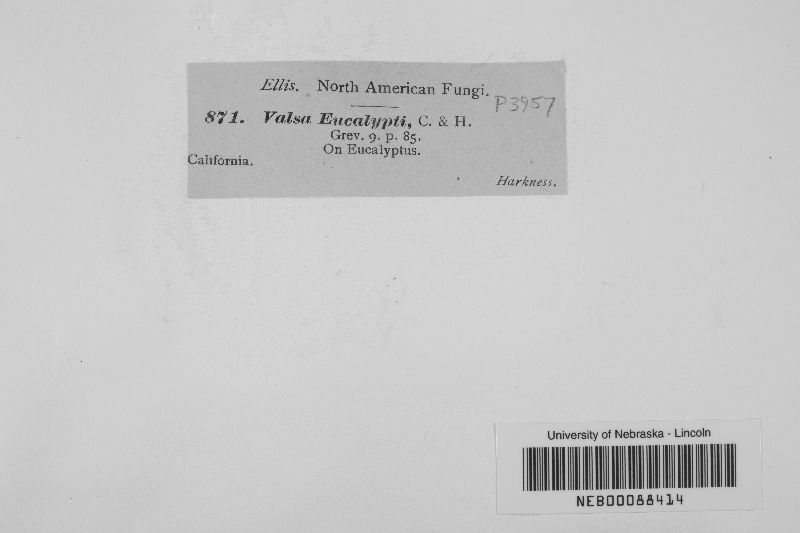 Ellis. North American Fungi.
P3957
871. Valsa Eucalypti, C. & H.
Grev. 9. p. 85.
On Eucalyptus.
California.
Harkness.
University of Nebraska - Lincoln
NEB00088414